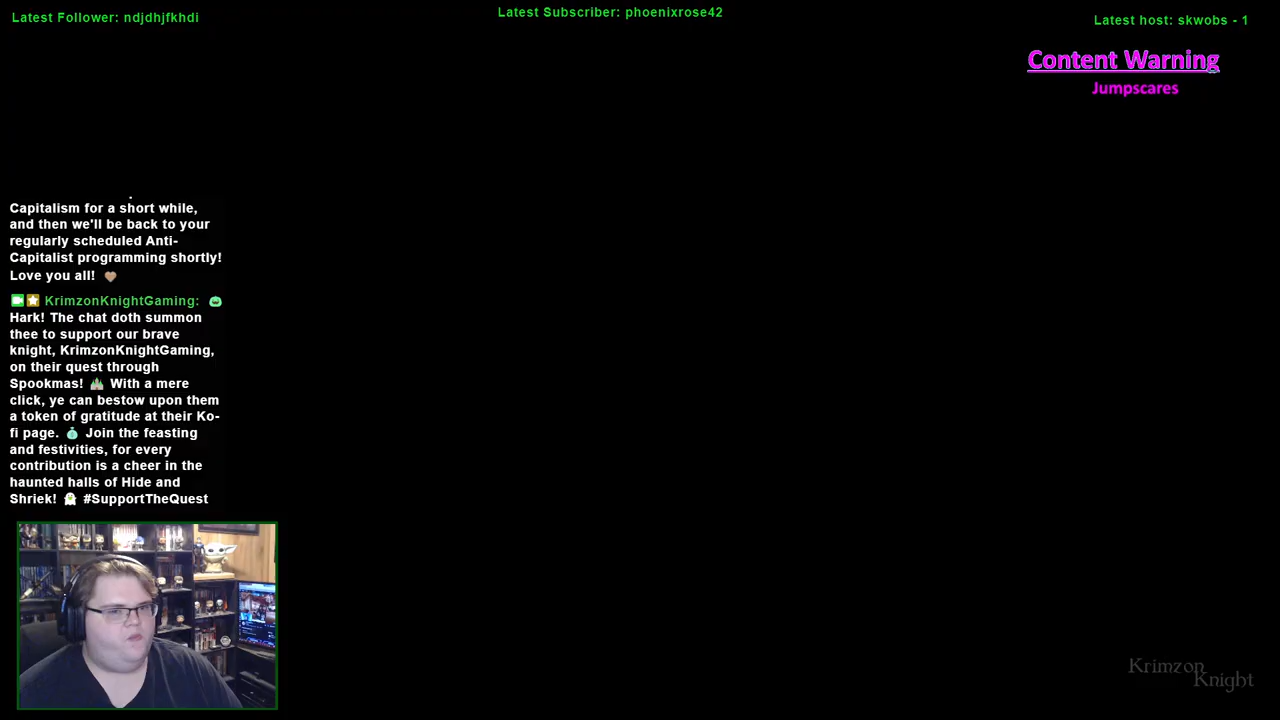 Latest Follower: ndjdhjfkhdi
Latest Subscriber: phoenixrose42
Latest host: skwobs - 1
Content Warning
Jumpscares
Capitalism for a short while,
and then we'll be back to your
regularly scheduled Anti-
Capitalist programming shortly!
Love you all!
KrimzonKnightGaming:
Hark! The chat doth summon
thee to support our brave
knight, KrimzonKnightGaming,
on their quest through
Spookmas! With a mere
click, ye can bestow upon them
a token of gratitude at their Ko-
fi page. Join the feasting
and festivities, for every
contribution is a cheer in the
haunted halls of Hide and
Shriek! #SupportTheQuest
Krimzon
Knight